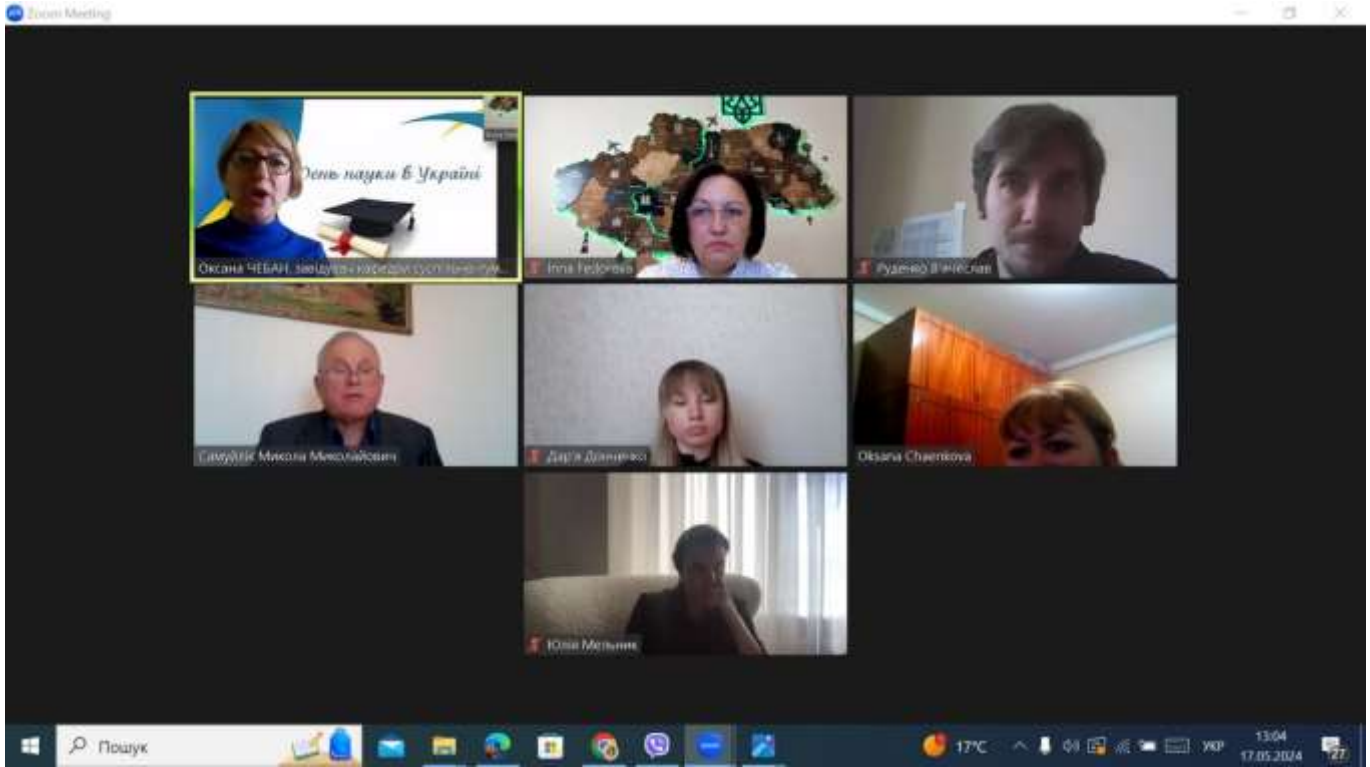 Zoom Meeting
День науки в Україні
Оксана ЧЕБАН, завідувач кафедри суспільно-гум...
Inna Fedorova
Руденко В'ячеслав
Самуйлік Микола Миколайович
Дар'я
Oksana Chaenkova
Юлія Мельник
Пошук
17°C
УКР
13:04
17.05.2024
27